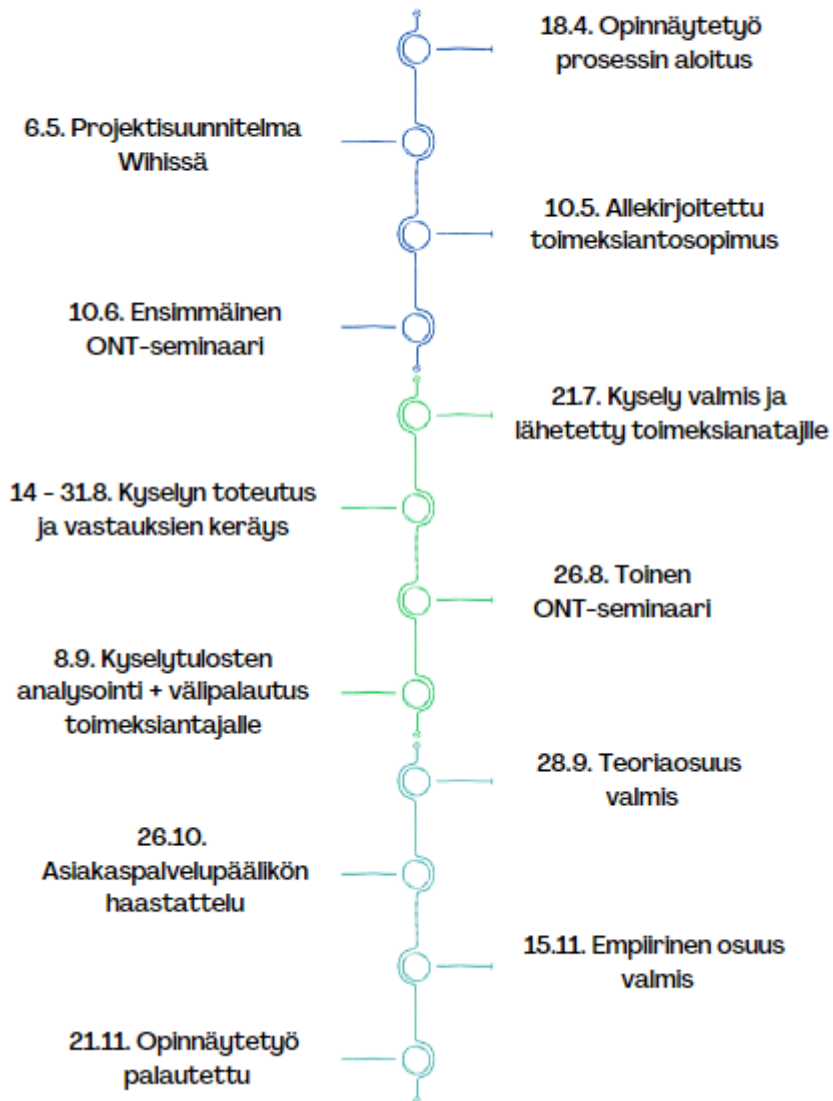 18.4. Opinnäytetyö
prosessin aloitus
6.5. Projektisuunnitelma
Wihissä
10.5. Allekirjoitettu
toimeksiantosopimus
10.6. Ensimmäinen
ONT-seminaari
21.7. Kysely valmis ja
lähetetty toimeksianatajlle
14 - 31.8. Kyselyn toteutus
ja vastauksien keräys
26.8. Toinen
ONT-seminaari
8.9. Kyselytulosten
analysointi + välipalautus
toimeksiantajalle
28.9. Teoriaosuus
valmis
26.10.
Asiakaspalvelupäälikön
haastattelu
15.11. Empiirinen osuus
valmis
21.11. Opinnäytetyö
palautettu